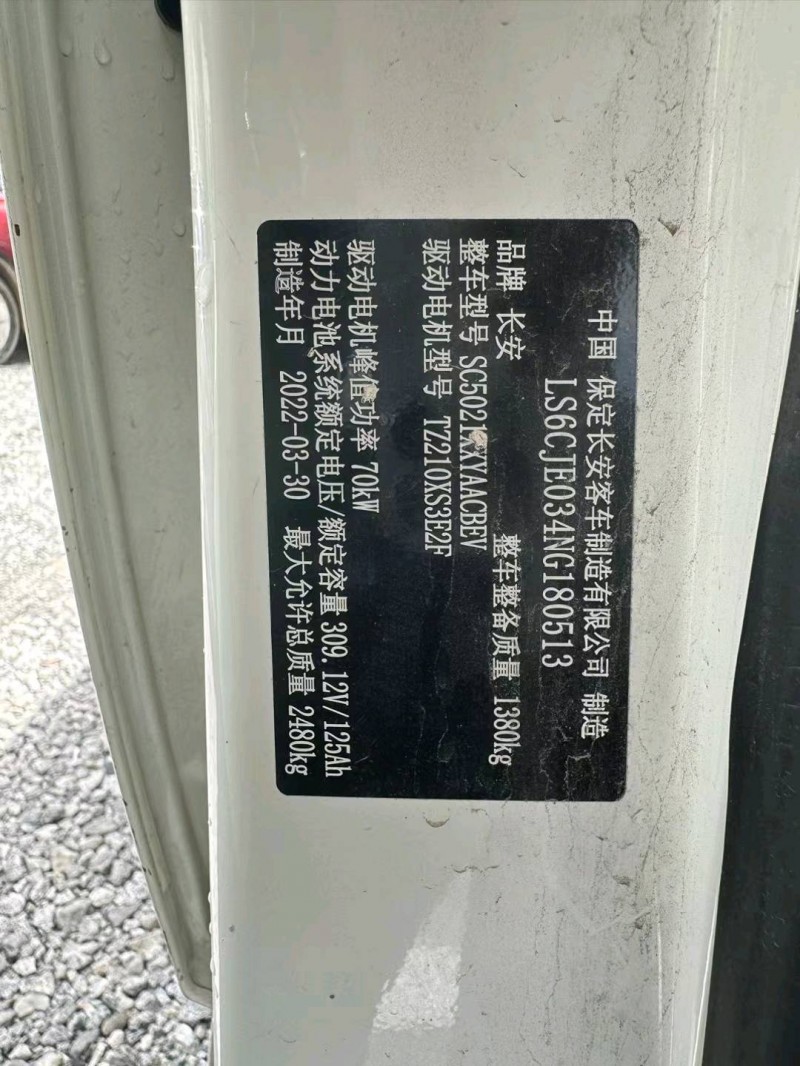 中国 保定长安客车制造有限公司 制造
LS6CJE034NG180513
品牌 长安 整车整备质量 1380kg
整车型号 SC5021XXYAACBEV
驱动电机型号 TZ210XS3E2F
驱动电机峰值功率 70kW
动力电池系统额定电压/额定容量 309.12V/125Ah
制造年月 2022-03-30 最大允许总质量 2480kg